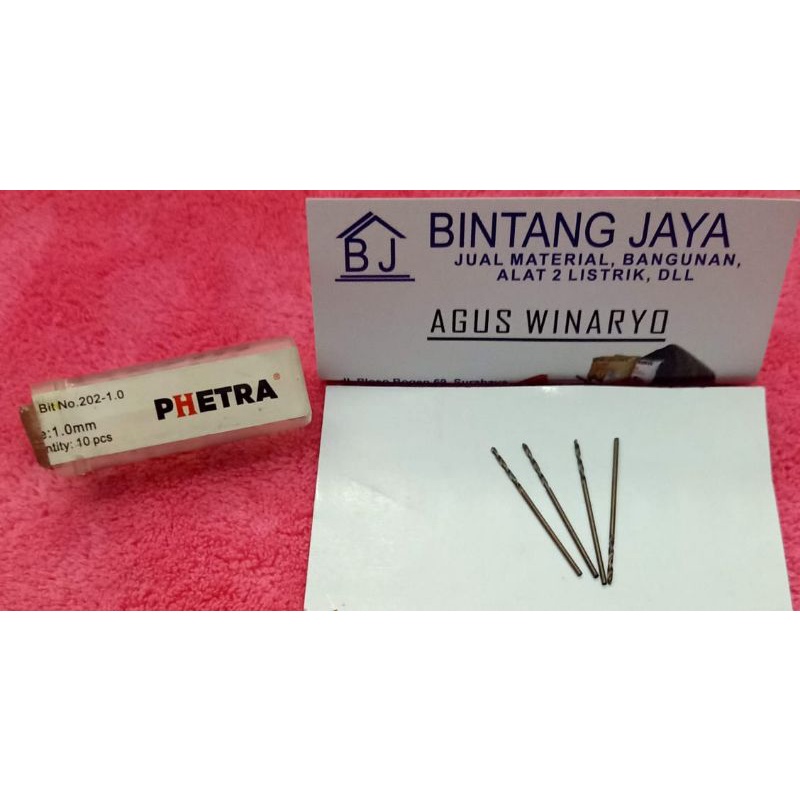 Bit No.202-1.0
PHETRA®
:1.0mm
ntity: 10 pcs
BJ
BINTANG JAYA
JUAL MATERIAL, BANGUNAN,
ALAT 2 LISTRIK, DLL
AGUS WINARYO